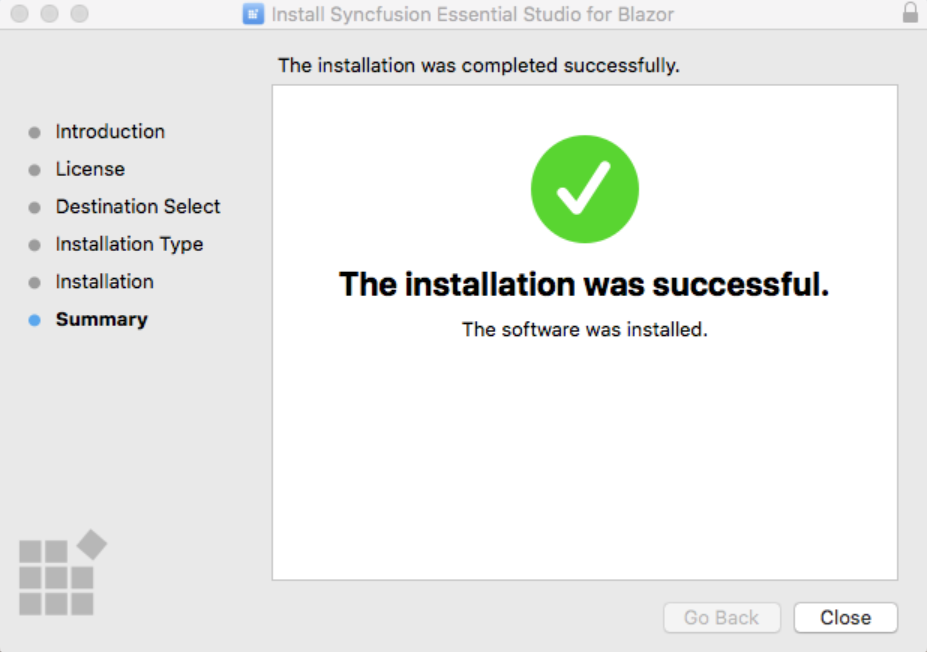 Install Syncfusion Essential Studio for Blazor
The installation was completed successfully.
Introduction
License
Destination Select
Installation Type
Installation
Summary
The installation was successful.
The software was installed.
Go Back
Close